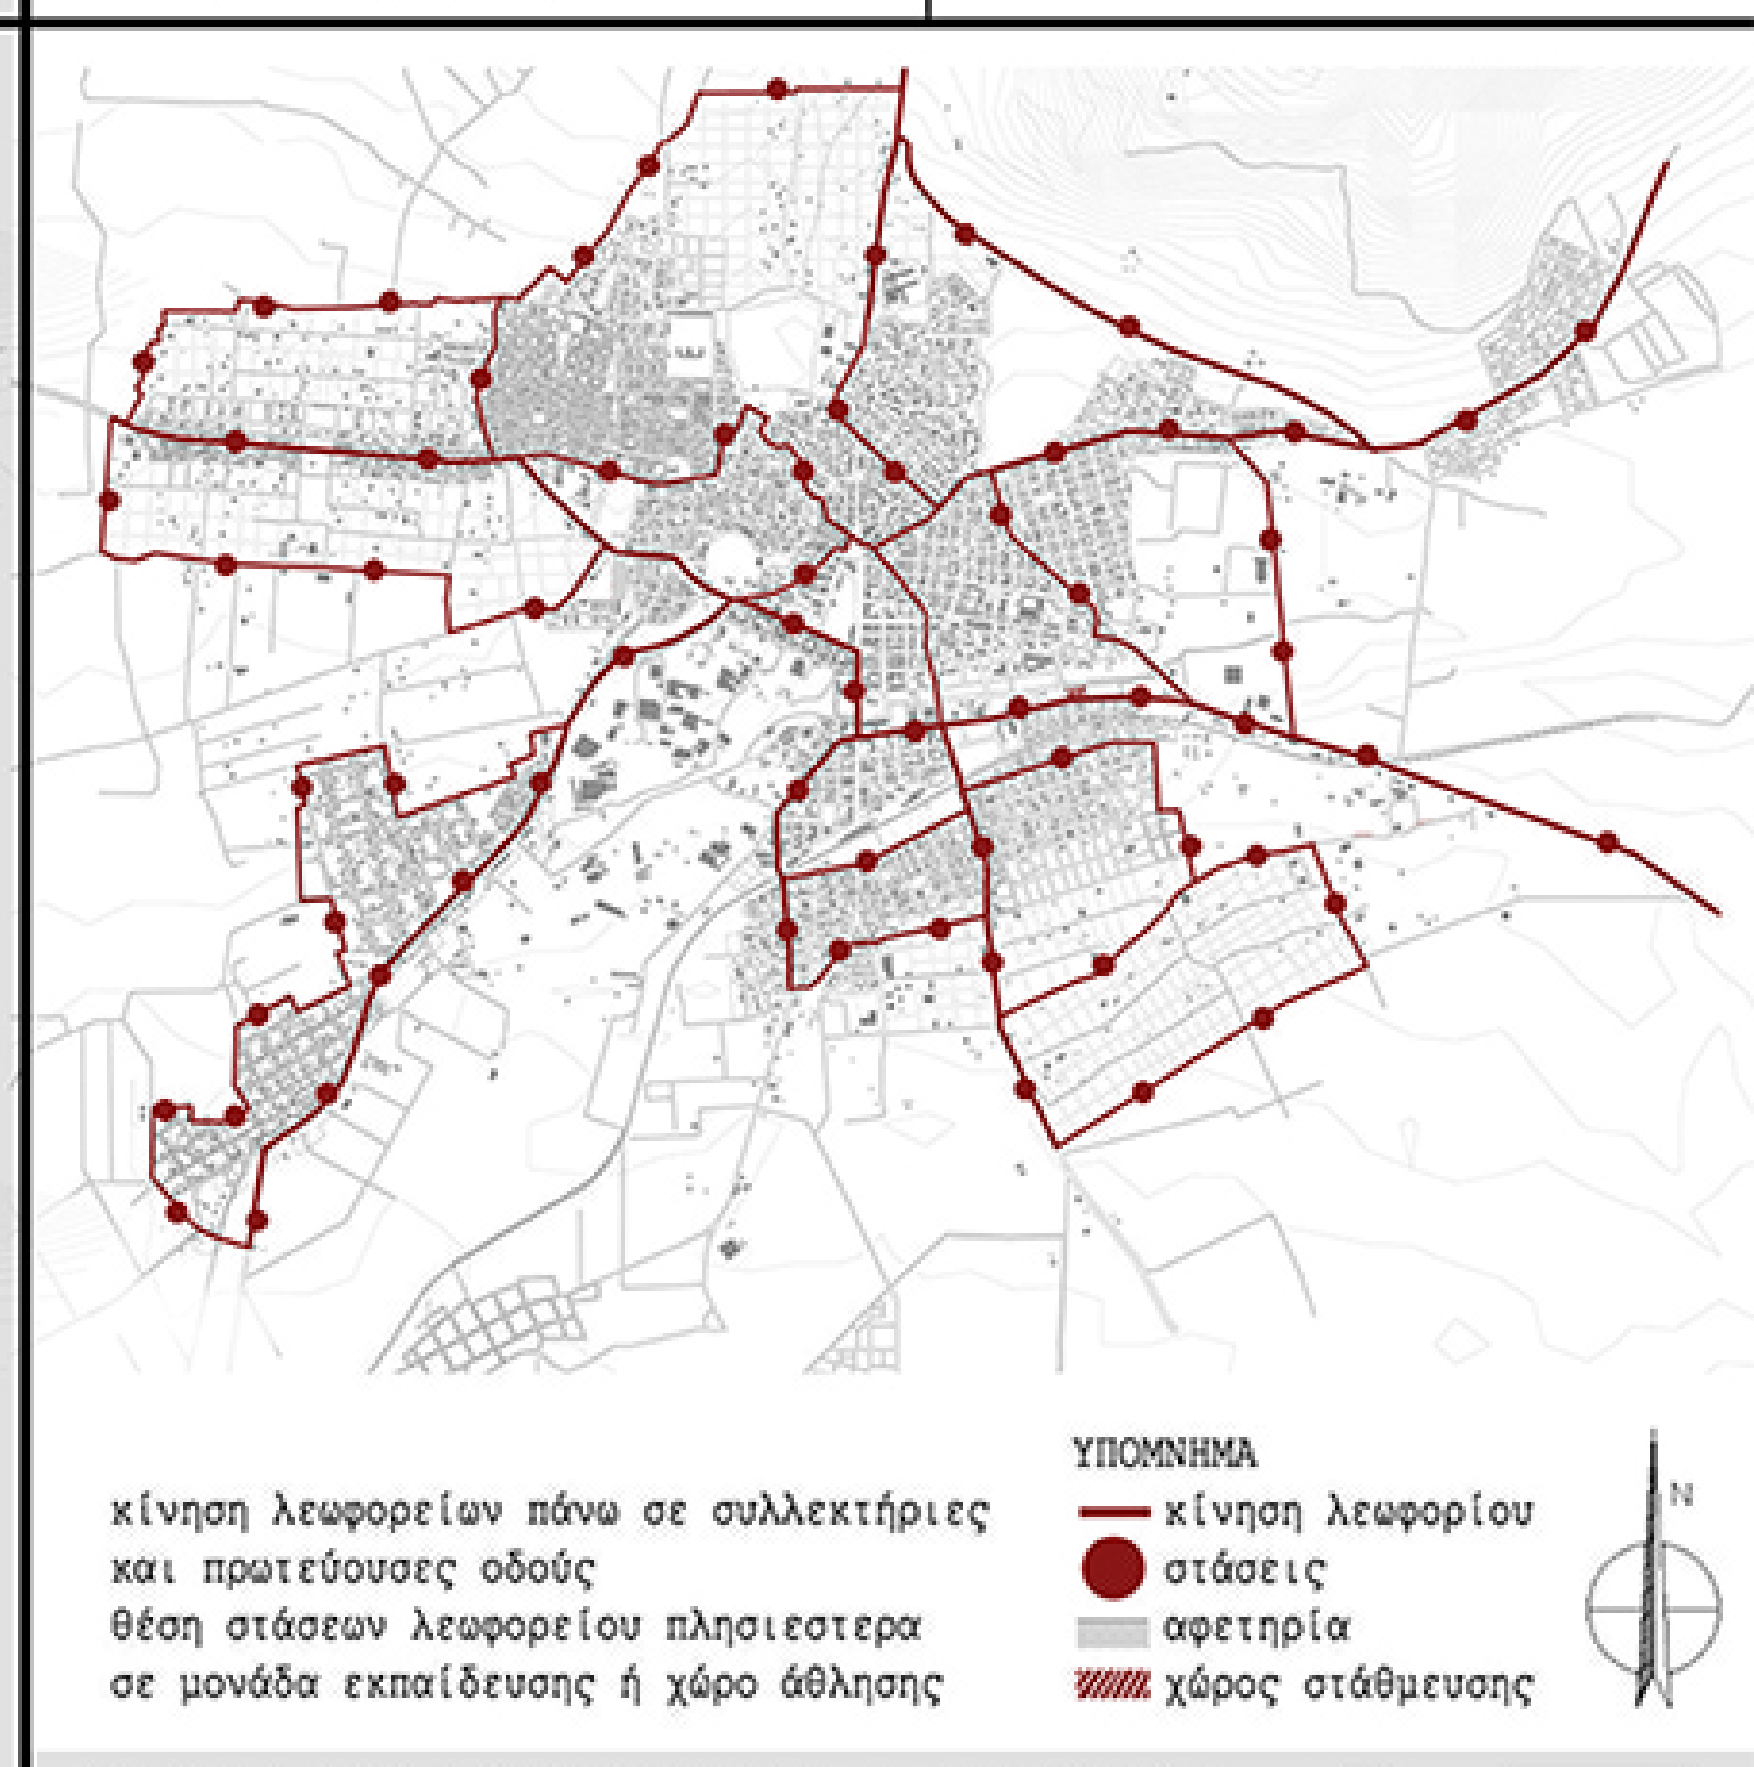 κίνηση λεωφορείων πάνω σε συλλεκτήριες
και πρωτεύουσες οδούς
θέση στάσεων λεωφορείου πλησιεστερα
σε μονάδα εκπαίδευσης ή χώρο άθλησης
ΥΠΟΜΝΗΜΑ
κίνηση λεωφορίου
στάσεις
αφετηρία
χώρος στάθμευσης
N